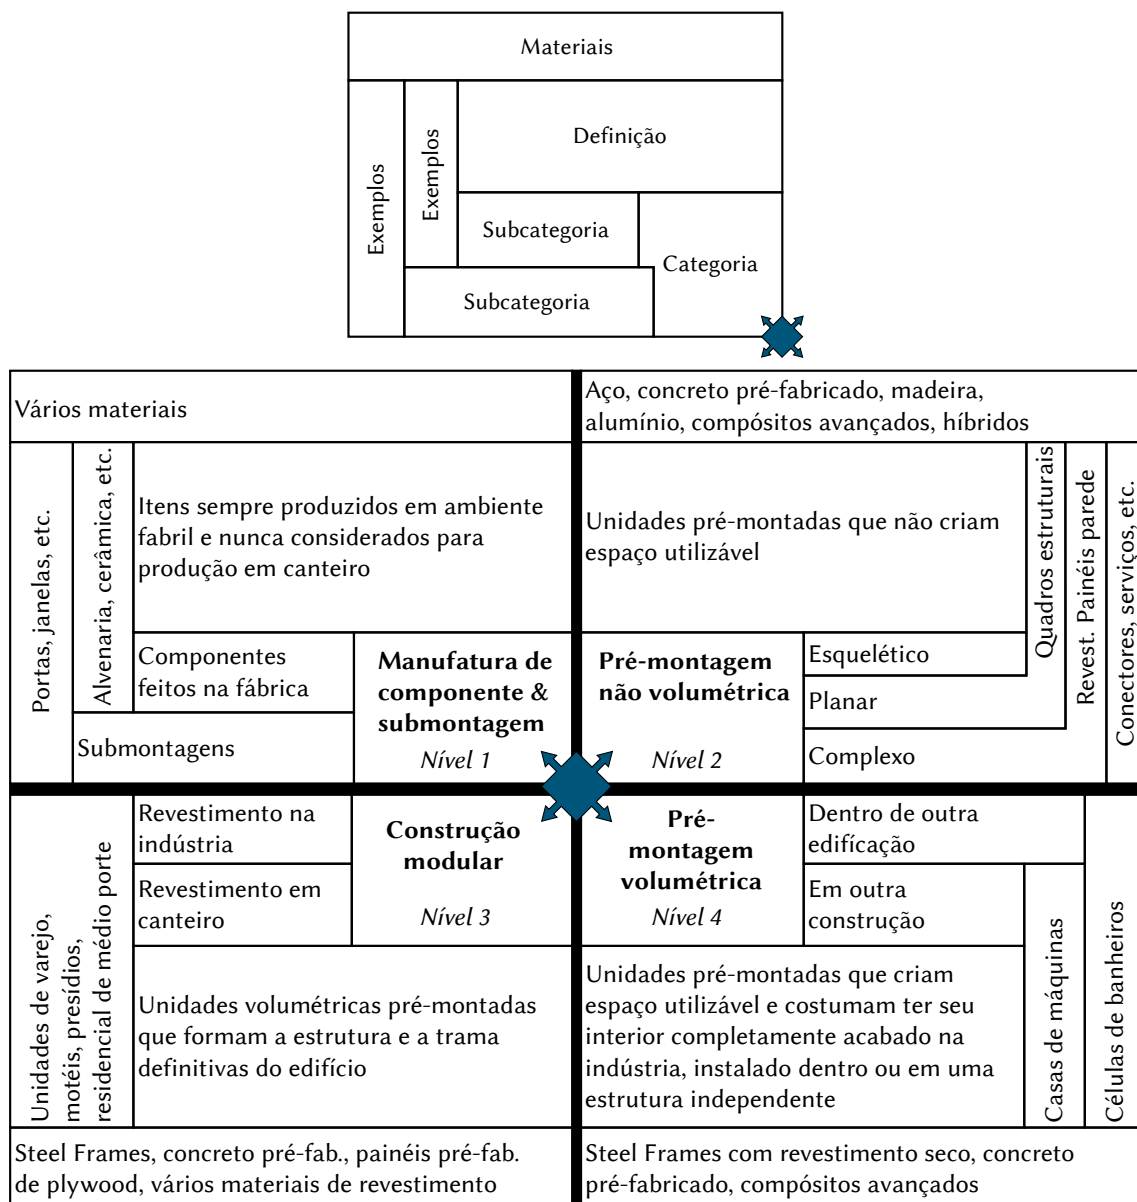 Materiais
Exemplos
Exemplos
Definição
Subcategoria
Categoria
Subcategoria
Vários materiais
Portas, janelas, etc.
Alvenaria, cerâmica, etc.
Itens sempre produzidos em ambiente
fabril e nunca considerados para
produção em canteiro
Componentes
feitos na fábrica
Submontagens
Manufatura de
componente &
submontagem
Nível 1
Aço, concreto pré-fabricado, madeira,
alumínio, compósitos avançados, híbridos
Unidades pré-montadas que não criam
espaço utilizável
Quadros estruturais
Revest. Painéis parede
Conectores, serviços, etc.
Pré-montagem
não volumétrica
Nível 2
Esquelético
Planar
Complexo
Unidades de varejo,
motéis, presídios,
residencial de médio porte
Revestimento na
indústria
Revestimento em
canteiro
Construção
modular
Nível 3
Unidades volumétricas pré-montadas
que formam a estrutura e a trama
definitivas do edifício
Steel Frames, concreto pré-fab., painéis pré-fab.
de plywood, vários materiais de revestimento
Pré-
montagem
volumétrica
Nível 4
Dentro de outra
edifícação
Em outra
construção
Unidades pré-montadas que criam
espaço utilizável e costumam ter seu
interior completamente acabado na
indústria, instalado dentro ou em uma
estrutura independente
Casas de máquinas
Células de banheiros
Steel Frames com revestimento seco, concreto
pré-fabricado, compósitos avançados